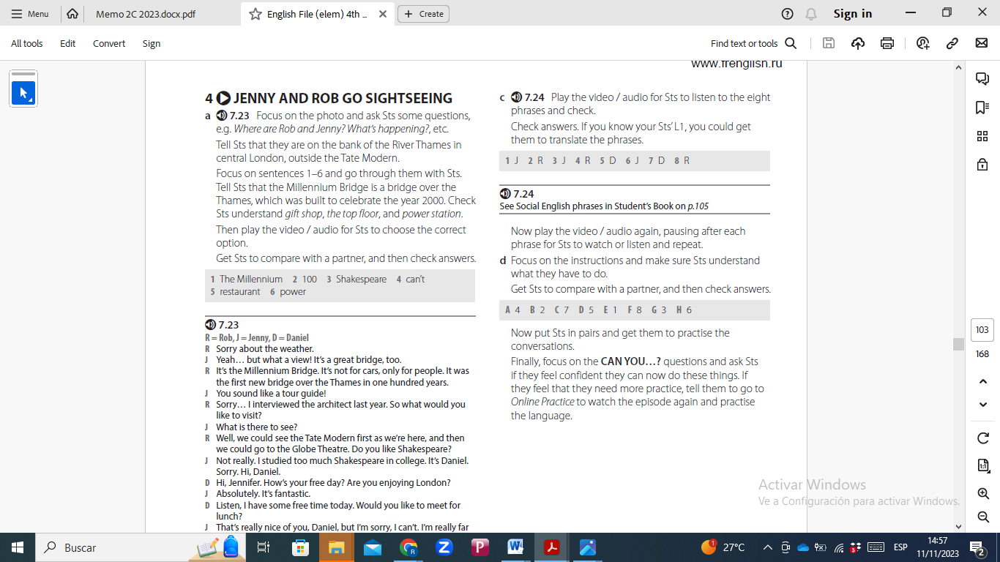 Menu
Memo 2C 2023.docx.pdf
English File (elem) 4th ...
+ Create
Sign in
All tools
Edit
Convert
Sign
Find text or tools
www.frenglish.ru
4 JENNY AND ROB GO SIGHTSEEING
a 7.23 Focus on the photo and ask Sts some questions,
e.g. Where are Rob and Jenny? What's happening?, etc.
Tell Sts that they are on the bank of the River Thames in
central London, outside the Tate Modern.
Focus on sentences 1–6 and go through them with Sts.
Tell Sts that the Millennium Bridge is a bridge over the
Thames, which was built to celebrate the year 2000. Check
Sts understand gift shop, the top floor, and power station.
Then play the video / audio for Sts to choose the correct
option.
Get Sts to compare with a partner, and then check answers.
1 The Millennium 2 100 3 Shakespeare 4 can't
5 restaurant 6 power
7.23
R = Rob, J = Jenny, D = Daniel
R Sorry about the weather.
J Yeah… but what a view! It's a great bridge, too.
R It's the Millennium Bridge. It's not for cars, only for people. It was
the first new bridge over the Thames in one hundred years.
J You sound like a tour guide!
R Sorry… I interviewed the architect last year. So what would you
like to visit?
J What is there to see?
R Well, we could see the Tate Modern first as we're here, and then
we could go to the Globe Theatre. Do you like Shakespeare?
J Not really. I studied too much Shakespeare in college. It's Daniel.
Sorry. Hi, Daniel.
D Hi, Jennifer. How's your free day? Are you enjoying London?
J Absolutely. It's fantastic.
D Listen, I have some free time today. Would you like to meet for
lunch?
J That's really nice of you, Daniel, but I'm sorry, I can't. I'm really far
c 7.24 Play the video / audio for Sts to listen to the eight
phrases and check.
Check answers. If you know your Sts' L1, you could get
them to translate the phrases.
1 J 2 R 3 J 4 R 5 D 6 J 7 D 8 R
7.24
See Social English phrases in Student's Book on p.105
Now play the video / audio again, pausing after each
phrase for Sts to watch or listen and repeat.
d Focus on the instructions and make sure Sts understand
what they have to do.
Get Sts to compare with a partner, and then check answers.
A 4 B 2 C 7 D 5 E 1 F 8 G 3 H 6
Now put Sts in pairs and get them to practise the
conversations.
Finally, focus on the CAN YOU…? questions and ask Sts
if they feel confident they can now do these things. If
they feel that they need more practice, tell them to go to
Online Practice to watch the episode again and practise
the language.
103
168
1:1
Activar Windows
Ve a Configuración para activar Windows.
Buscar
1
27°C
ESP
14:57
11/11/2023
2